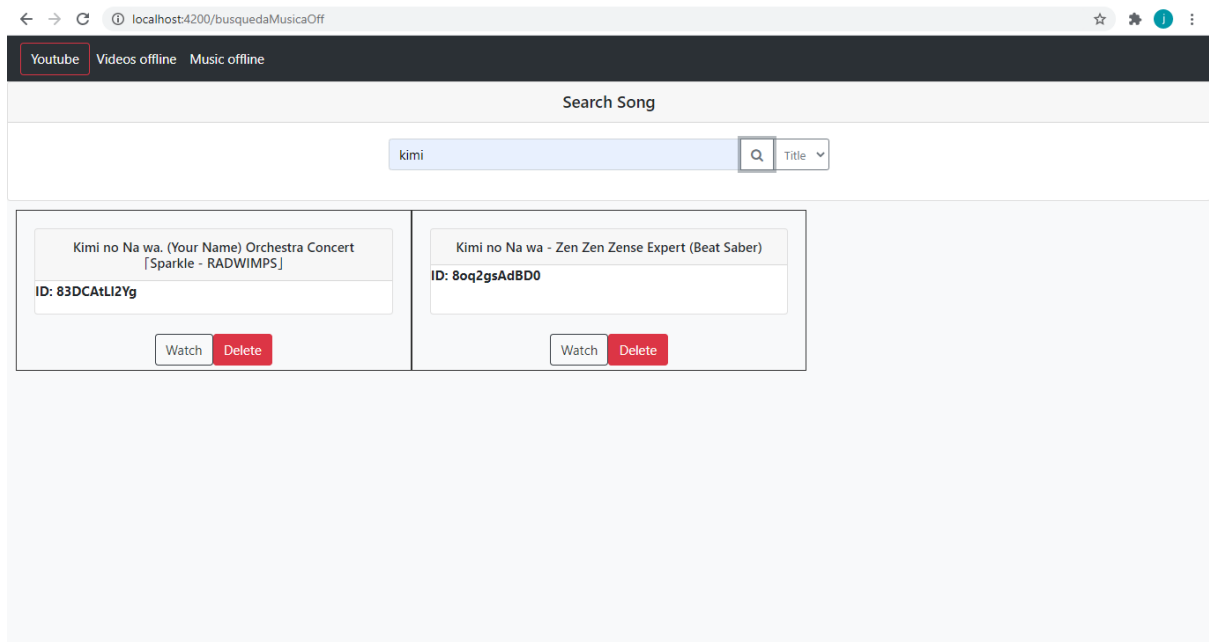 localhost:4200/busquedaMusicaOff
j
Youtube Videos offline Music offline
Search Song
kimi Title
Kimi no Na wa. (Your Name) Orchestra Concert
「Sparkle - RADWIMPS」
ID: 83DCAtLI2Yg
Watch Delete
Kimi no Na wa - Zen Zen Zense Expert (Beat Saber)
ID: 8oq2gsAdBD0
Watch Delete